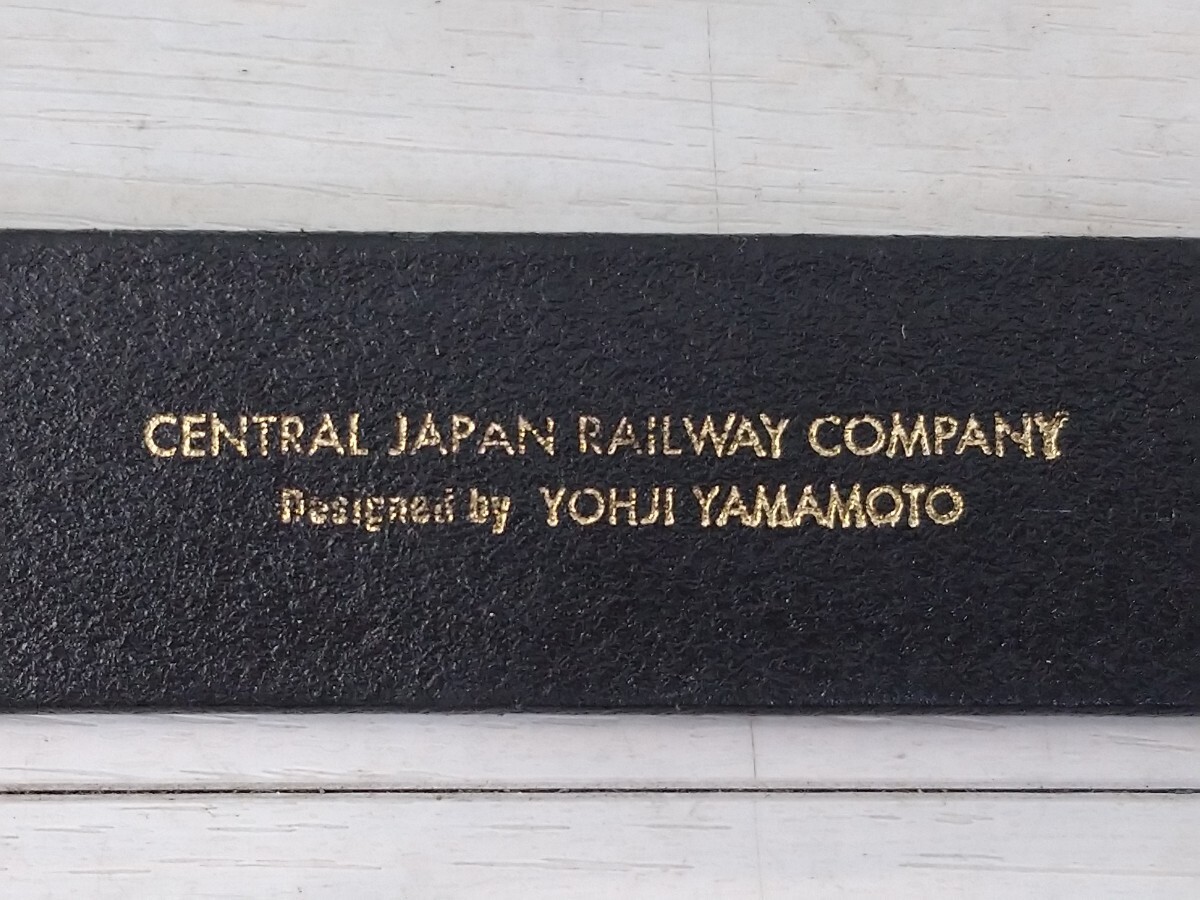 CENTRAL JAPAN RAILWAY COMPANY
Designed by YOHJI YAMAMOTO